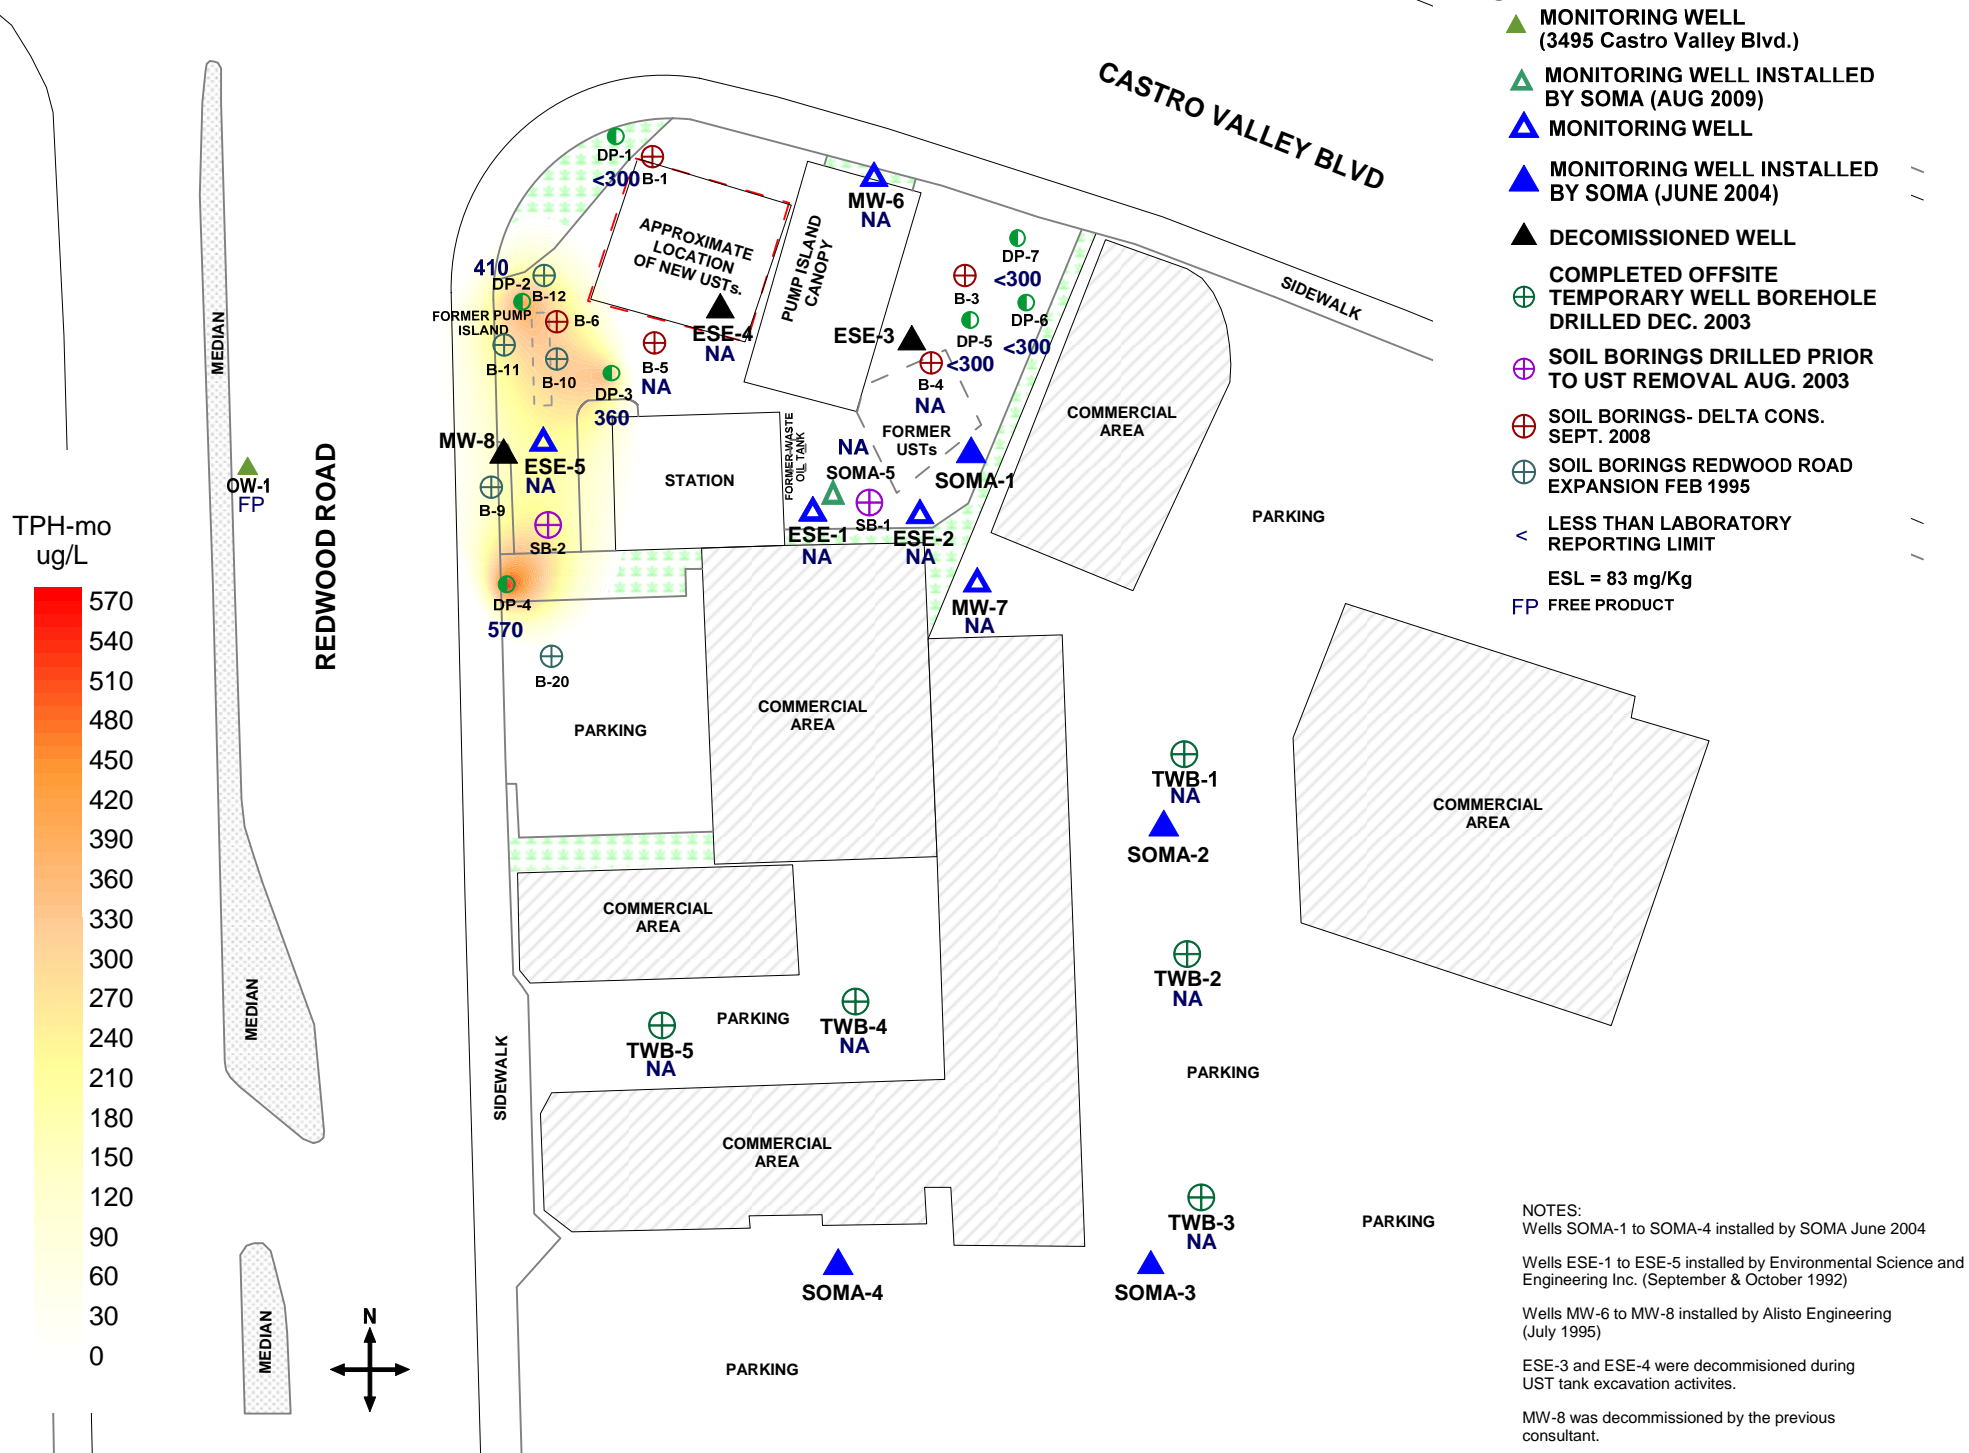 MONITORING WELL
(3495 Castro Valley Blvd.)
MONITORING WELL INSTALLED
BY SOMA (AUG 2009)
MONITORING WELL
MONITORING WELL INSTALLED
BY SOMA (JUNE 2004)
DECOMISSIONED WELL
COMPLETED OFFSITE
TEMPORARY WELL BOREHOLE
DRILLED DEC. 2003
SOIL BORINGS DRILLED PRIOR
TO UST REMOVAL AUG. 2003
SOIL BORINGS- DELTA CONS.
SEPT. 2008
SOIL BORINGS REDWOOD ROAD
EXPANSION FEB 1995
< LESS THAN LABORATORY
REPORTING LIMIT
ESL = 83 mg/Kg
FP FREE PRODUCT
CASTRO VALLEY BLVD
SIDEWALK
DP-1
<300
B-1
APPROXIMATE
LOCATION
OF NEW USTs.
PUMP ISLAND
CANOPY
MW-6
NA
DP-7
<300
B-3
DP-6
<300
DP-5
<300
ESE-3
B-4
NA
FORMER
USTs
410
DP-2
B-12
FORMER PUMP
ISLAND
B-6
B-11
B-10
DP-3
360
B-5
NA
ESE-4
NA
MW-8
ESE-5
NA
B-9
SB-2
DP-4
570
B-20
STATION
FORMER WASTE
OIL TANK
NA
SOMA-5
SOMA-1
SB-1
ESE-1
NA
ESE-2
NA
MW-7
NA
COMMERCIAL
AREA
PARKING
MEDIAN
OW-1
FP
REDWOOD ROAD
TPH-mo
ug/L
570
540
510
480
450
420
390
360
330
300
270
240
210
180
150
120
90
60
30
0
PARKING
COMMERCIAL
AREA
COMMERCIAL
AREA
TWB-1
NA
SOMA-2
COMMERCIAL
AREA
TWB-2
NA
MEDIAN
SIDEWALK
PARKING
TWB-5
NA
TWB-4
NA
PARKING
COMMERCIAL
AREA
TWB-3
NA
SOMA-3
SOMA-4
PARKING
PARKING
MEDIAN
N
NOTES:
Wells SOMA-1 to SOMA-4 installed by SOMA June 2004
Wells ESE-1 to ESE-5 installed by Environmental Science and
Engineering Inc. (September & October 1992)
Wells MW-6 to MW-8 installed by Alisto Engineering
(July 1995)
ESE-3 and ESE-4 were decommisioned during
UST tank excavation activites.
MW-8 was decommissioned by the previous
consultant.